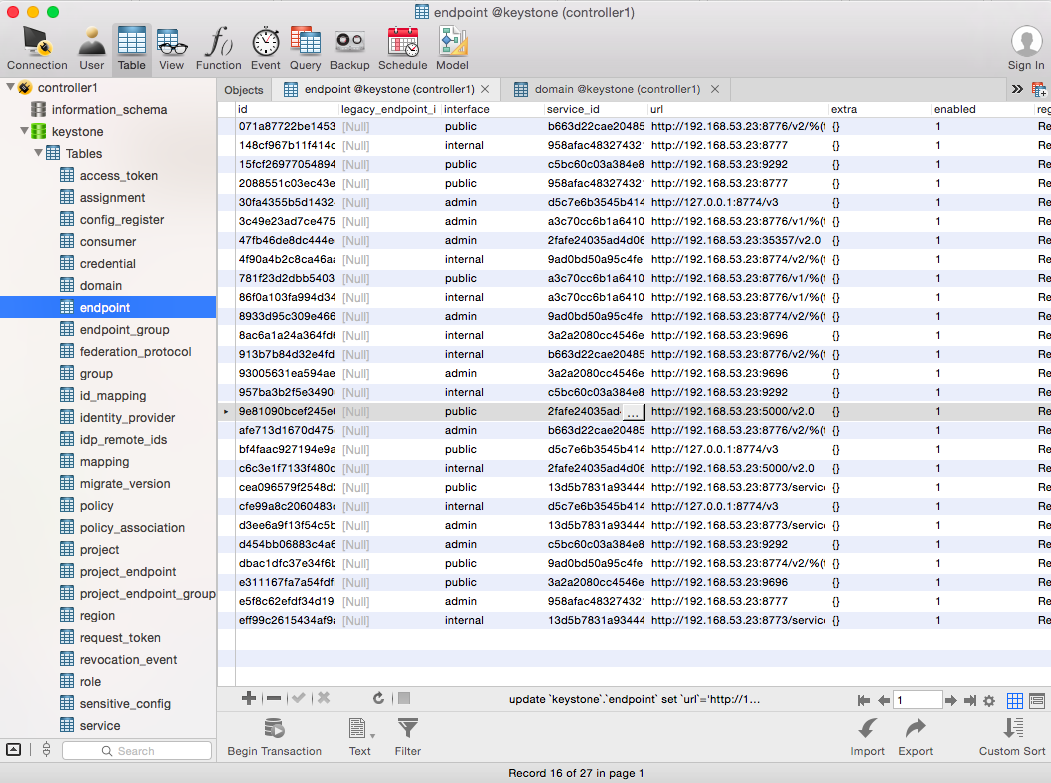 endpoint @keystone (controller1)
Connection User Table View Function Event Query Backup Schedule Model Sign In
controller1
information_schema
keystone
Tables
access_token
assignment
config_register
consumer
credential
domain
endpoint
endpoint_group
federation_protocol
group
id_mapping
identity_provider
idp_remote_ids
mapping
migrate_version
policy
policy_association
project
project_endpoint
project_endpoint_group
region
request_token
revocation_event
role
sensitive_config
service
Search
Objects endpoint @keystone (controller1) domain @keystone (controller1)
id legacy_endpoint_i interface service_id url extra enabled reg
071a87722be1453 [Null] public b663d22cae20485 http://192.168.53.23:8776/v2/%(t {} 1 Re
148cf967b11f414c [Null] internal 958afac48327432 http://192.168.53.23:8777 {} 1 Re
15fcf26977054894 [Null] public c5bc60c03a384e8 http://192.168.53.23:9292 {} 1 Re
2088551c03ec43e [Null] public 958afac48327432 http://192.168.53.23:8777 {} 1 Re
30fa4355b5d1432 [Null] admin d5c7e6b3545b414 http://127.0.0.1:8774/v3 {} 1 Re
3c49e23ad7ce475 [Null] admin a3c70cc6b1a6410 http://192.168.53.23:8776/v1/%(t {} 1 Re
47fb46de8dc444e [Null] admin 2fafe24035ad4d06 http://192.168.53.23:35357/v2.0 {} 1 Re
4f90a4b2c8ca46aa [Null] internal 9ad0bd50a95c4fe http://192.168.53.23:8774/v2/%(t {} 1 Re
781f23d2dbb5403 [Null] public a3c70cc6b1a6410 http://192.168.53.23:8776/v1/%(t {} 1 Re
86f0a103fa994d34 [Null] internal a3c70cc6b1a6410 http://192.168.53.23:8776/v1/%(t {} 1 Re
8933d95c309e466 [Null] admin 9ad0bd50a95c4fe http://192.168.53.23:8774/v2/%(t {} 1 Re
8ac6a1a24a364fd [Null] internal 3a2a2080cc4546e http://192.168.53.23:9696 {} 1 Re
913b7b84d32e4fd [Null] internal b663d22cae20485 http://192.168.53.23:8776/v2/%(t {} 1 Re
93005631ea594ae [Null] admin 3a2a2080cc4546e http://192.168.53.23:9696 {} 1 Re
957ba3b2f5e3490 [Null] internal c5bc60c03a384e8 http://192.168.53.23:9292 {} 1 Re
9e81090bcef245e [Null] public 2fafe24035ad ... http://192.168.53.23:5000/v2.0 {} 1 Re
afe713d1670d475 [Null] admin b663d22cae20485 http://192.168.53.23:8776/v2/%(t {} 1 Re
bf4faac927194e9a [Null] public d5c7e6b3545b414 http://127.0.0.1:8774/v3 {} 1 Re
c6c3e1f7133f480c [Null] internal 2fafe24035ad4d06 http://192.168.53.23:5000/v2.0 {} 1 Re
cea096579f2548d [Null] public 13d5b7831a93444 http://192.168.53.23:8773/service {} 1 Re
cfe99a8c2060483 [Null] internal d5c7e6b3545b414 http://127.0.0.1:8774/v3 {} 1 Re
d3ee6a9f13f54c5b [Null] admin 13d5b7831a93444 http://192.168.53.23:8773/service {} 1 Re
d454bb06883c4a6 [Null] admin c5bc60c03a384e8 http://192.168.53.23:9292 {} 1 Re
dbac1dfc37e34f6b [Null] public 9ad0bd50a95c4fe http://192.168.53.23:8774/v2/%(t {} 1 Re
e311167fa7a54fdf [Null] public 3a2a2080cc4546e http://192.168.53.23:9696 {} 1 Re
e5f8c62efdf34d19 [Null] admin 958afac48327432 http://192.168.53.23:8777 {} 1 Re
eff99c2615434af9 [Null] internal 13d5b7831a93444 http://192.168.53.23:8773/service {} 1 Re
update `keystone`.`endpoint` set `url`='http://1... 1
Begin Transaction Text Filter Import Export Custom Sort
Record 16 of 27 in page 1